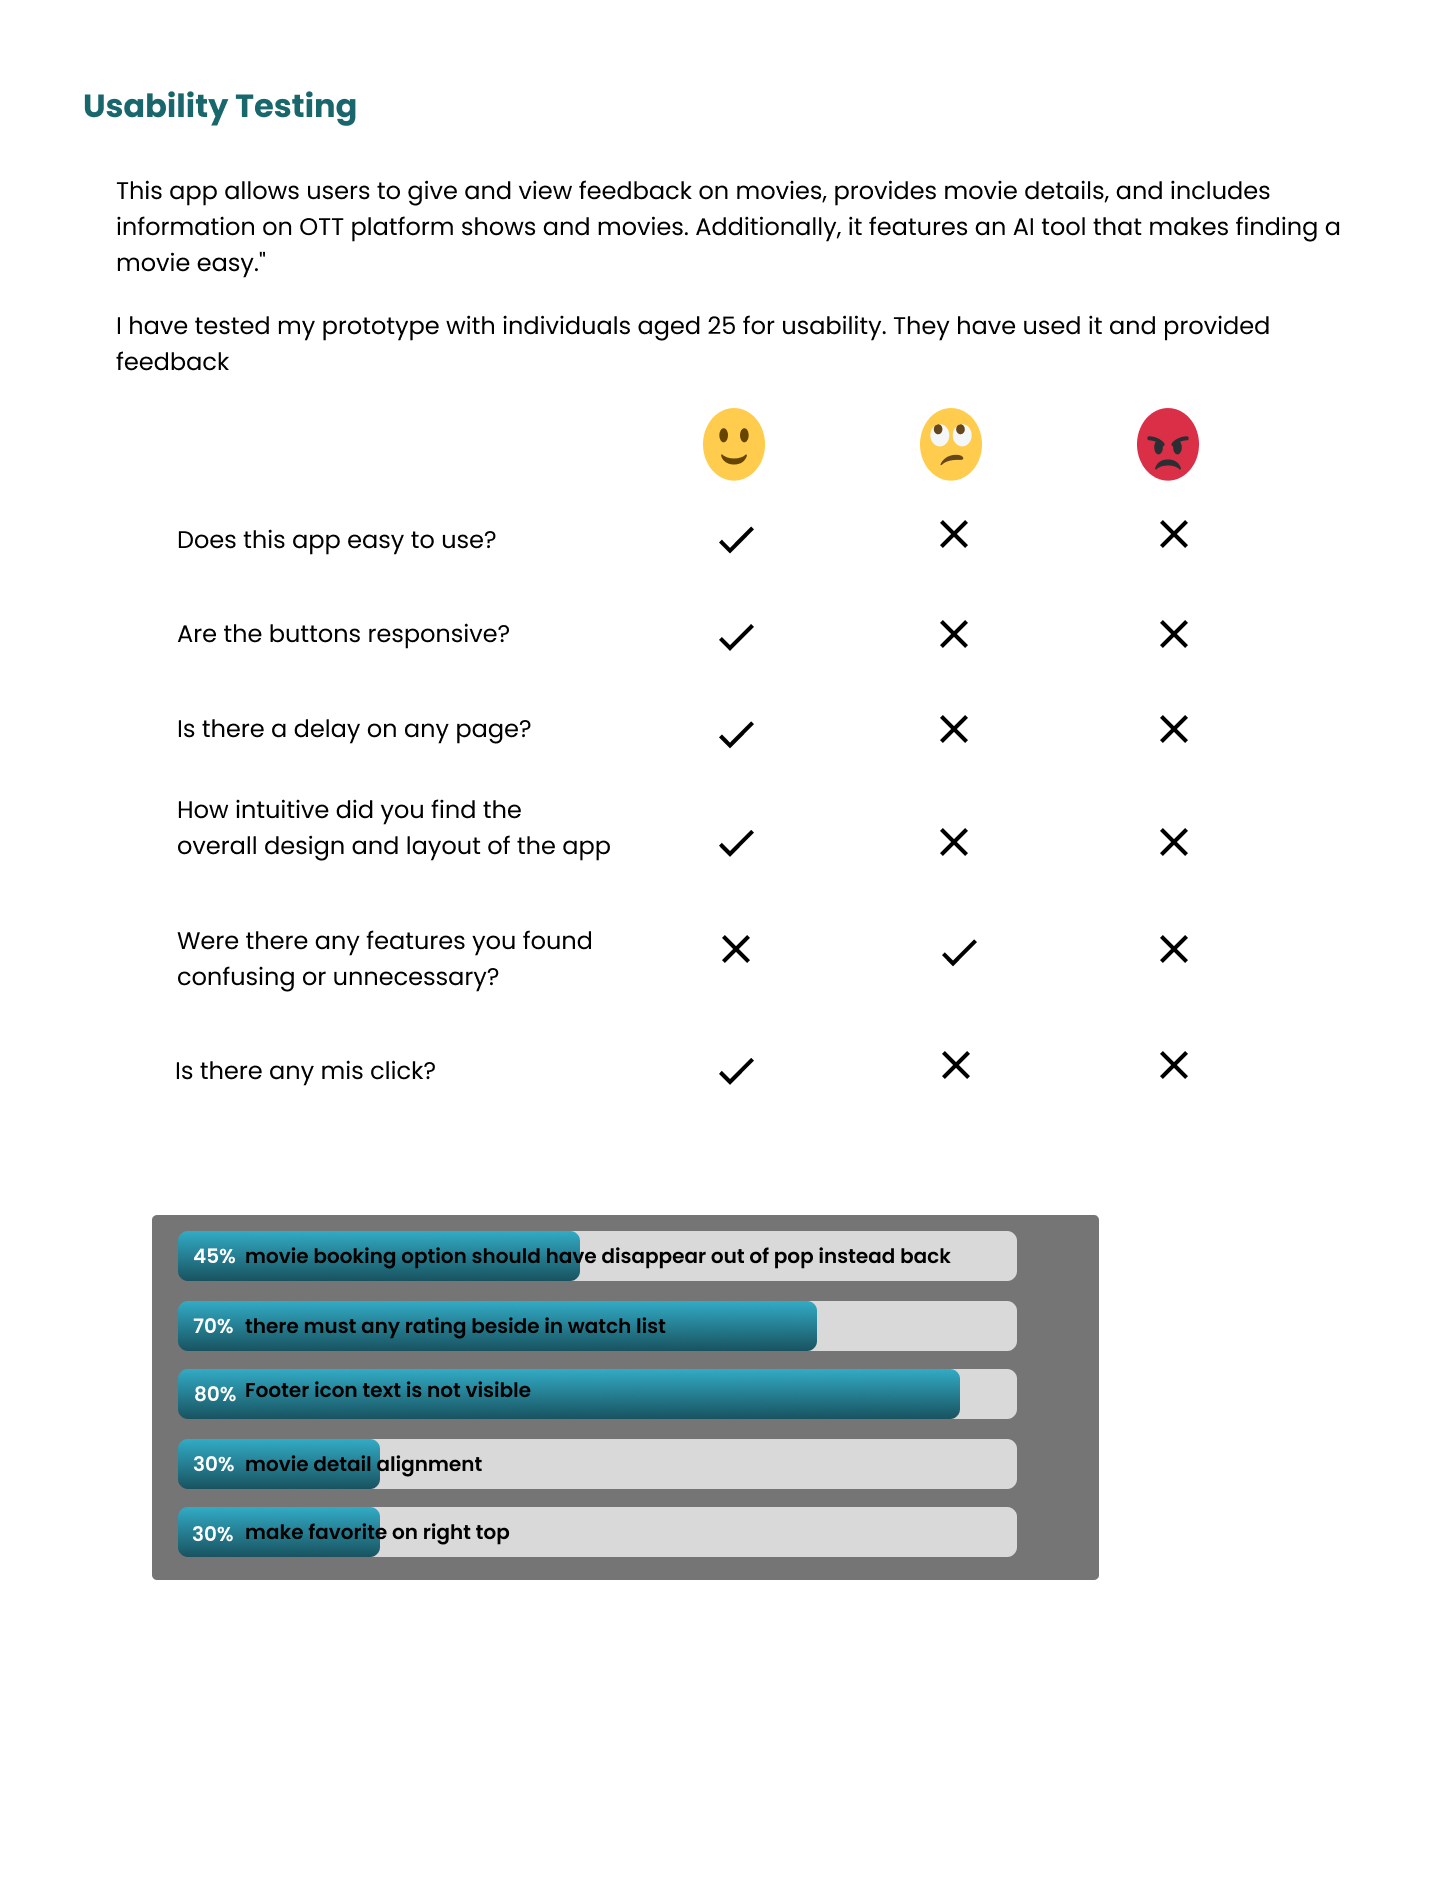 Usability Testing
This app allows users to give and view feedback on movies, provides movie details, and includes
information on OTT platform shows and movies. Additionally, it features an AI tool that makes finding a
movie easy."
I have tested my prototype with individuals aged 25 for usability. They have used it and provided
feedback
Does this app easy to use?
Are the buttons responsive?
Is there a delay on any page?
How intuitive did you find the
overall design and layout of the app
Were there any features you found
confusing or unnecessary?
Is there any mis click?
45% movie booking option should have disappear out of pop instead back
70% there must any rating beside in watch list
80% Footer icon text is not visible
30% movie detail alignment
30% make favorite on right top